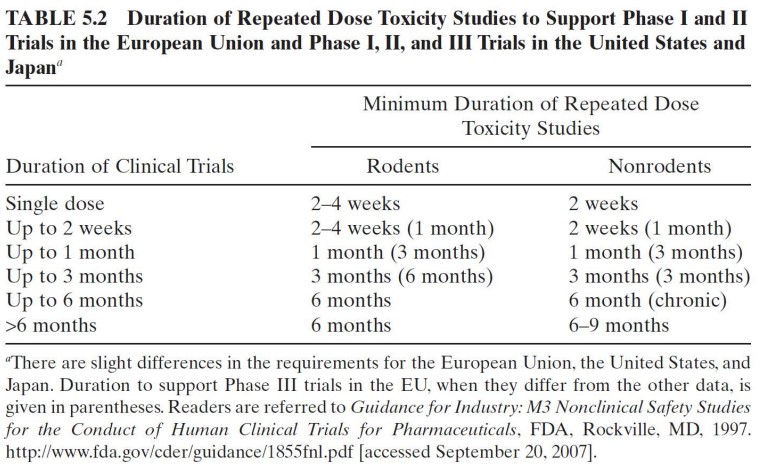 TABLE 5.2 Duration of Repeated Dose Toxicity Studies to Support Phase I and II
Trials in the European Union and Phase I, II, and III Trials in the United States and
Japanᵃ
Minimum Duration of Repeated Dose
Toxicity Studies
Duration of Clinical Trials Rodents Nonrodents
Single dose 2–4 weeks 2 weeks
Up to 2 weeks 2–4 weeks (1 month) 2 weeks (1 month)
Up to 1 month 1 month (3 months) 1 month (3 months)
Up to 3 months 3 months (6 months) 3 months (3 months)
Up to 6 months 6 months 6 month (chronic)
>6 months 6 months 6–9 months
ᵃThere are slight differences in the requirements for the European Union, the United States, and
Japan. Duration to support Phase III trials in the EU, when they differ from the other data, is
given in parentheses. Readers are referred to Guidance for Industry: M3 Nonclinical Safety Studies
for the Conduct of Human Clinical Trials for Pharmaceuticals, FDA, Rockville, MD, 1997.
http://www.fda.gov/cder/guidance/1855fnl.pdf [accessed September 20, 2007].